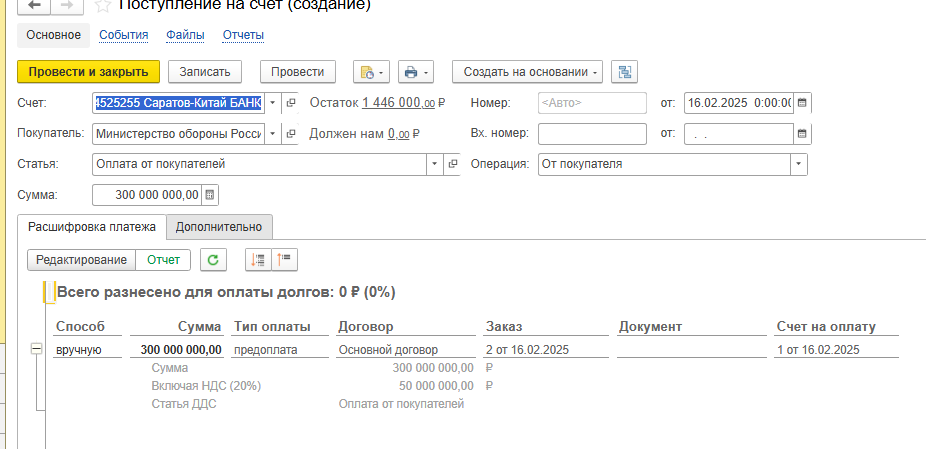 Поступление на счет (создание)
Основное События Файлы Отчеты
Провести и закрыть Записать Провести Создать на основании
Счет: 4525255 Саратов-Китай БАНК Остаток 1 446 000,00 ₽ Номер: <Авто> от: 16.02.2025 0:00:00
Покупатель: Министерство обороны Росси Должен нам 0,00 ₽ Вх. номер: от: . .
Статья: Оплата от покупателей Операция: От покупателя
Сумма: 300 000 000,00
Расшифровка платежа Дополнительно
Редактирование Отчет
Всего разнесено для оплаты долгов: 0 ₽ (0%)
Способ Сумма Тип оплаты Договор Заказ Документ Счет на оплату
вручную 300 000 000,00 предоплата Основной договор 2 от 16.02.2025 1 от 16.02.2025
Сумма 300 000 000,00 ₽
Включая НДС (20%) 50 000 000,00 ₽
Статья ДДС Оплата от покупателей